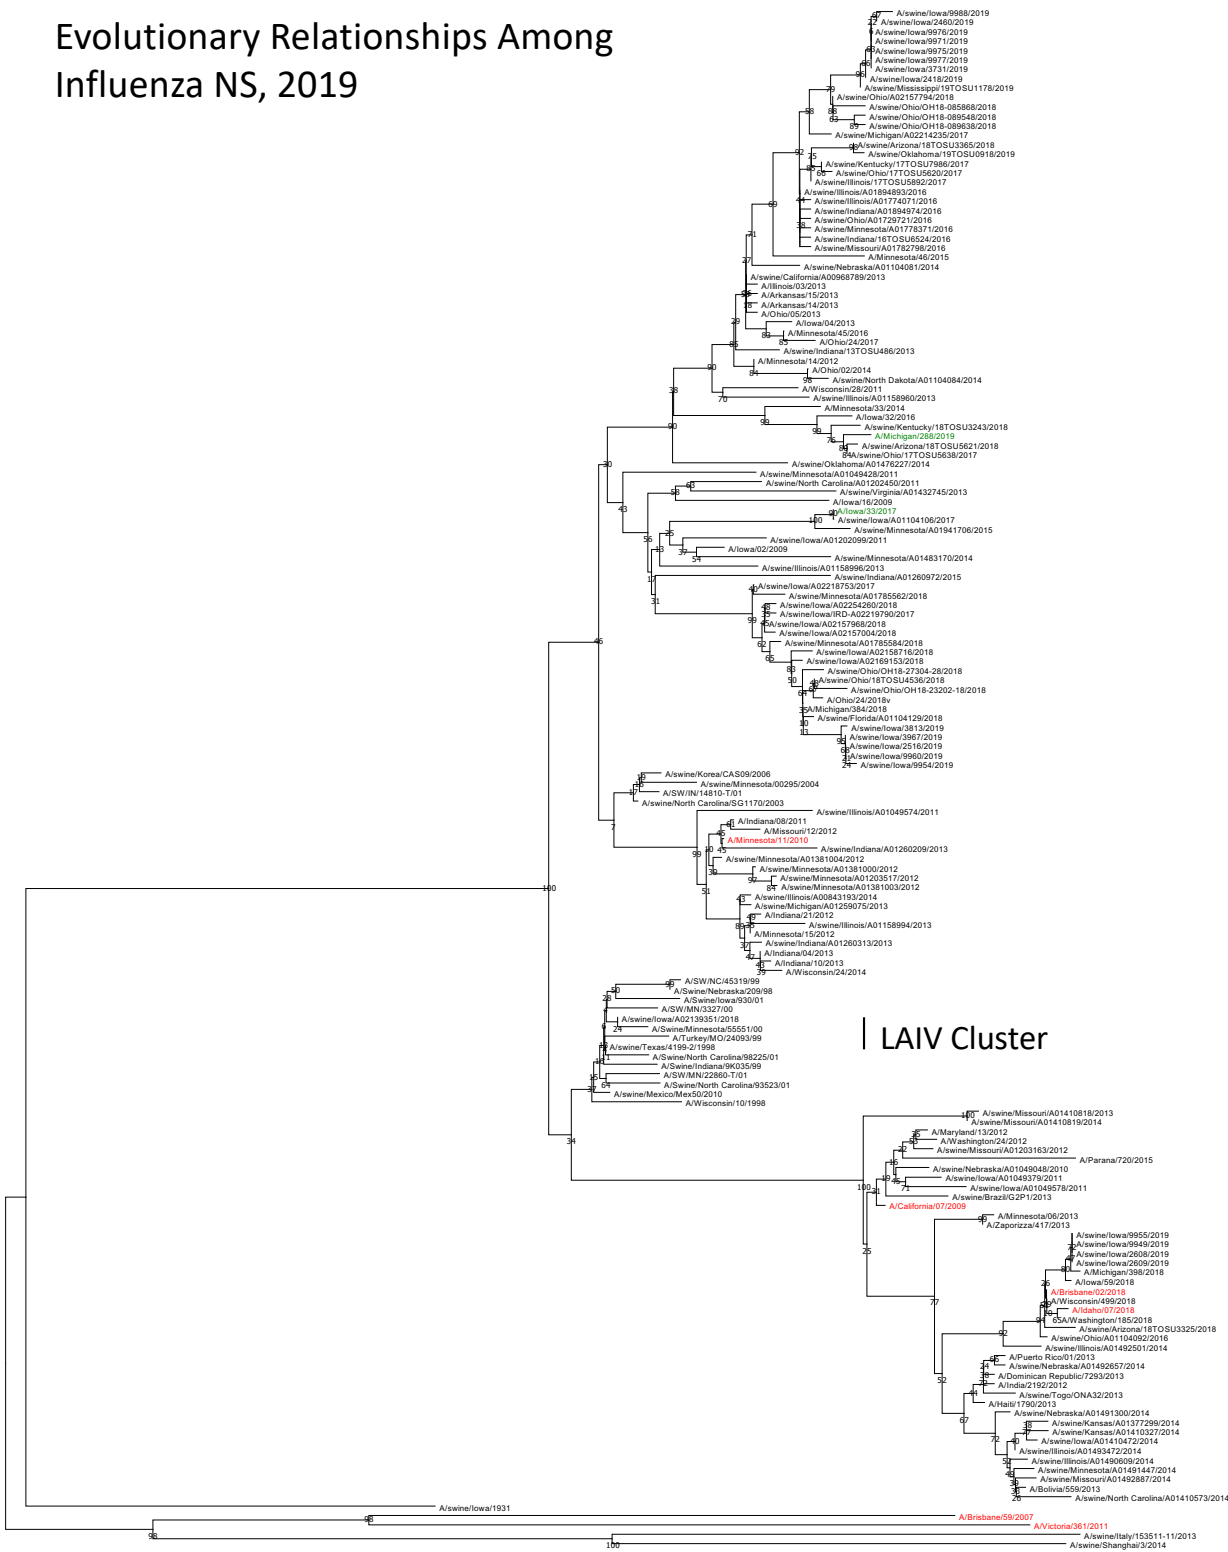 Evolutionary Relationships Among
Influenza NS, 2019
A/swine/Iowa/9988/2019
A/swine/Iowa/2460/2019
A/swine/Iowa/9976/2019
A/swine/Iowa/9971/2019
A/swine/Iowa/9975/2019
A/swine/Iowa/9977/2019
A/swine/Iowa/3731/2019
A/swine/Iowa/2418/2019
A/swine/Mississippi/19TOSU1178/2019
A/swine/Ohio/A02157794/2018
A/swine/Ohio/OH18-085868/2018
A/swine/Ohio/OH18-089548/2018
A/swine/Ohio/OH18-089638/2018
A/swine/Michigan/A02214235/2017
A/swine/Arizona/18TOSU3365/2018
A/swine/Oklahoma/19TOSU0918/2019
A/swine/Kentucky/17TOSU7986/2017
A/swine/Ohio/17TOSU5620/2017
A/swine/Illinois/17TOSU5892/2017
A/swine/Illinois/A01894893/2016
A/swine/Illinois/A01774071/2016
A/swine/Indiana/A01894974/2016
A/swine/Ohio/A01729721/2016
A/swine/Minnesota/A01778371/2016
A/swine/Indiana/16TOSU6524/2016
A/swine/Missouri/A01782798/2016
A/Minnesota/46/2015
A/swine/Nebraska/A01104081/2014
A/swine/California/A00968789/2013
A/Illinois/03/2013
A/Arkansas/15/2013
A/Arkansas/14/2013
A/Ohio/05/2013
A/Iowa/04/2013
A/Minnesota/45/2016
A/Ohio/24/2017
A/swine/Indiana/13TOSU486/2013
A/Minnesota/14/2012
A/Ohio/02/2014
A/swine/North Dakota/A01104084/2014
A/Wisconsin/28/2011
A/swine/Illinois/A01158960/2013
A/Minnesota/33/2014
A/Iowa/32/2016
A/swine/Kentucky/18TOSU3243/2018
A/Michigan/288/2019
A/swine/Arizona/18TOSU5621/2018
A/swine/Ohio/17TOSU5638/2017
A/swine/Oklahoma/A01476227/2014
A/swine/Minnesota/A01049428/2011
A/swine/North Carolina/A01202450/2011
A/swine/Virginia/A01432745/2013
A/Iowa/16/2009
A/Iowa/33/2017
A/swine/Iowa/A01104106/2017
A/swine/Minnesota/A01941706/2015
A/swine/Iowa/A01202099/2011
A/Iowa/02/2009
A/swine/Minnesota/A01483170/2014
A/swine/Illinois/A01158996/2013
A/swine/Indiana/A01260972/2015
A/swine/Iowa/A02218753/2017
A/swine/Minnesota/A01785562/2018
A/swine/Iowa/A02254260/2018
A/swine/Iowa/IRD-A02219790/2017
A/swine/Iowa/A02157968/2018
A/swine/Iowa/A02157004/2018
A/swine/Minnesota/A01785584/2018
A/swine/Iowa/A02158716/2018
A/swine/Iowa/A02169153/2018
A/swine/Ohio/OH18-27304-28/2018
A/swine/Ohio/18TOSU4536/2018
A/swine/Ohio/OH18-23202-18/2018
A/Ohio/24/2018v
A/Michigan/384/2018
A/swine/Florida/A01104129/2018
A/swine/Iowa/3813/2019
A/swine/Iowa/3967/2019
A/swine/Iowa/2516/2019
A/swine/Iowa/9960/2019
A/swine/Iowa/9954/2019
A/swine/Korea/CAS09/2006
A/swine/Minnesota/00295/2004
A/SW/IN/14810-T/01
A/swine/North Carolina/SG1170/2003
A/swine/Illinois/A01049574/2011
A/Indiana/08/2011
A/Missouri/12/2012
A/Minnesota/11/2010
A/swine/Indiana/A01260209/2013
A/swine/Minnesota/A01381004/2012
A/swine/Minnesota/A01381000/2012
A/swine/Minnesota/A01203517/2012
A/swine/Minnesota/A01381003/2012
A/swine/Illinois/A00843193/2014
A/swine/Michigan/A01259075/2013
A/Indiana/21/2012
A/swine/Illinois/A01158994/2013
A/Minnesota/15/2012
A/swine/Indiana/A01260313/2013
A/Indiana/04/2013
A/Indiana/10/2013
A/Wisconsin/24/2014
A/SW/NC/45319/99
A/Swine/Nebraska/209/98
A/Swine/Iowa/930/01
A/SW/MN/3327/00
A/swine/Iowa/A02139351/2018
A/Swine/Minnesota/55551/00
A/Turkey/MO/24093/99
A/swine/Texas/4199-2/1998
A/Swine/North Carolina/98225/01
A/Swine/Indiana/9K035/99
A/SW/MN/22860-T/01
A/Swine/North Carolina/93523/01
A/swine/Mexico/Mex50/2010
A/Wisconsin/10/1998
LAIV Cluster
A/swine/Missouri/A01410818/2013
A/swine/Missouri/A01410819/2014
A/Maryland/13/2012
A/Washington/24/2012
A/swine/Missouri/A01203163/2012
A/Parana/720/2015
A/swine/Nebraska/A01049048/2010
A/swine/Iowa/A01049379/2011
A/swine/Iowa/A01049578/2011
A/swine/Brazil/G2P1/2013
A/California/07/2009
A/Minnesota/06/2013
A/Zaporizza/417/2013
A/swine/Iowa/9955/2019
A/swine/Iowa/9949/2019
A/swine/Iowa/2608/2019
A/swine/Iowa/2609/2019
A/Michigan/398/2018
A/Iowa/59/2018
A/Brisbane/02/2018
A/Wisconsin/499/2018
A/Idaho/07/2018
A/Washington/185/2018
A/swine/Arizona/18TOSU3325/2018
A/swine/Ohio/A01104092/2016
A/swine/Illinois/A01492501/2014
A/Puerto Rico/01/2013
A/swine/Nebraska/A01492657/2014
A/Dominican Republic/7293/2013
A/India/2192/2012
A/swine/Togo/ONA32/2013
A/Haiti/1790/2013
A/swine/Nebraska/A01491300/2014
A/swine/Kansas/A01377299/2014
A/swine/Kansas/A01410327/2014
A/swine/Iowa/A01410472/2014
A/swine/Illinois/A01493472/2014
A/swine/Illinois/A01490609/2014
A/swine/Minnesota/A01491447/2014
A/swine/Missouri/A01492887/2014
A/Bolivia/559/2013
A/swine/North Carolina/A01410573/2014
A/swine/Iowa/1931
A/Brisbane/59/2007
A/Victoria/361/2011
A/swine/Italy/153511-11/2013
A/swine/Shanghai/3/2014